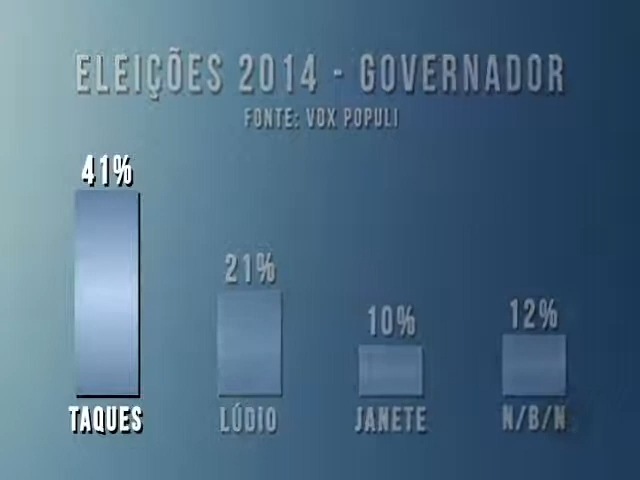 ELEIÇÕES 2014 - GOVERNADOR
FONTE: VOX POPULI
41%
21%
10%
12%
TAQUES
LÚDIO
JANETE
N/B/N